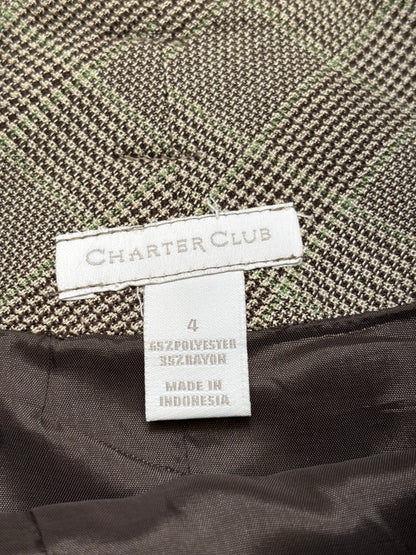 CHARTER CLUB
4
65%POLYESTER
35%RAYON
MADE IN
INDONESIA